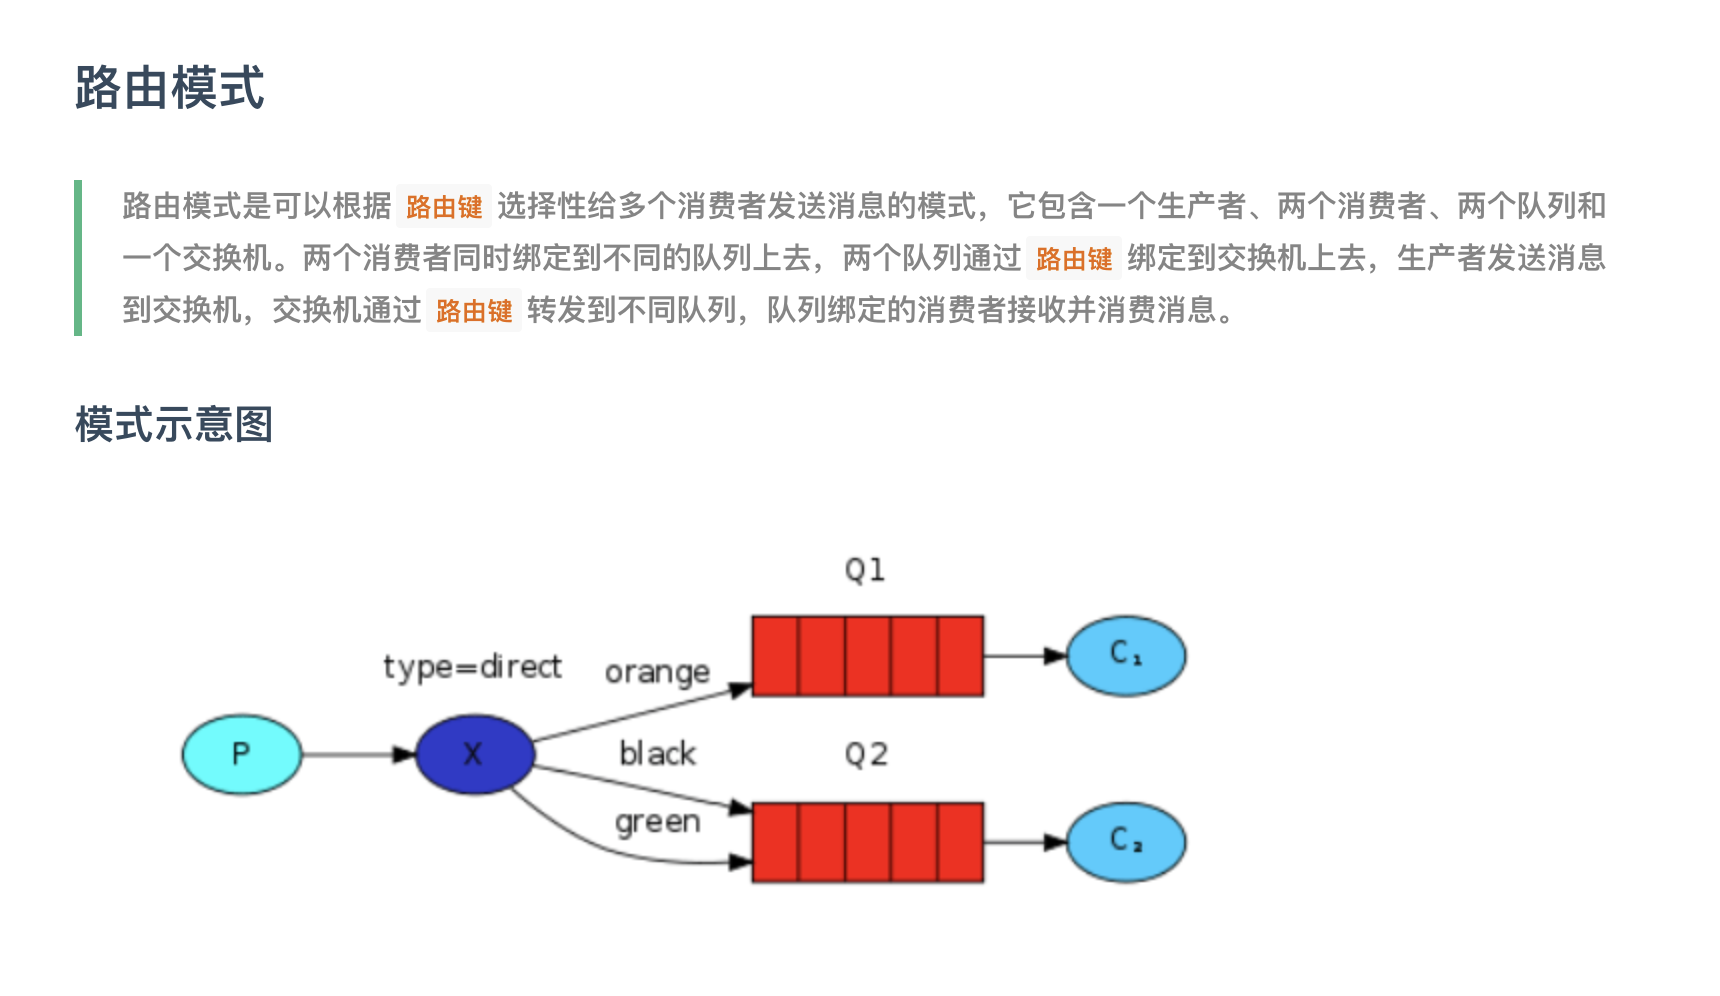 路由模式
路由模式是可以根据 路由键 选择性给多个消费者发送消息的模式，它包含一个生产者、两个消费者、两个队列和
一个交换机。两个消费者同时绑定到不同的队列上去，两个队列通过 路由键 绑定到交换机上去，生产者发送消息
到交换机，交换机通过 路由键 转发到不同队列，队列绑定的消费者接收并消费消息。
模式示意图
Q1
type=direct
orange
C₁
P
X
black
Q2
green
C₂